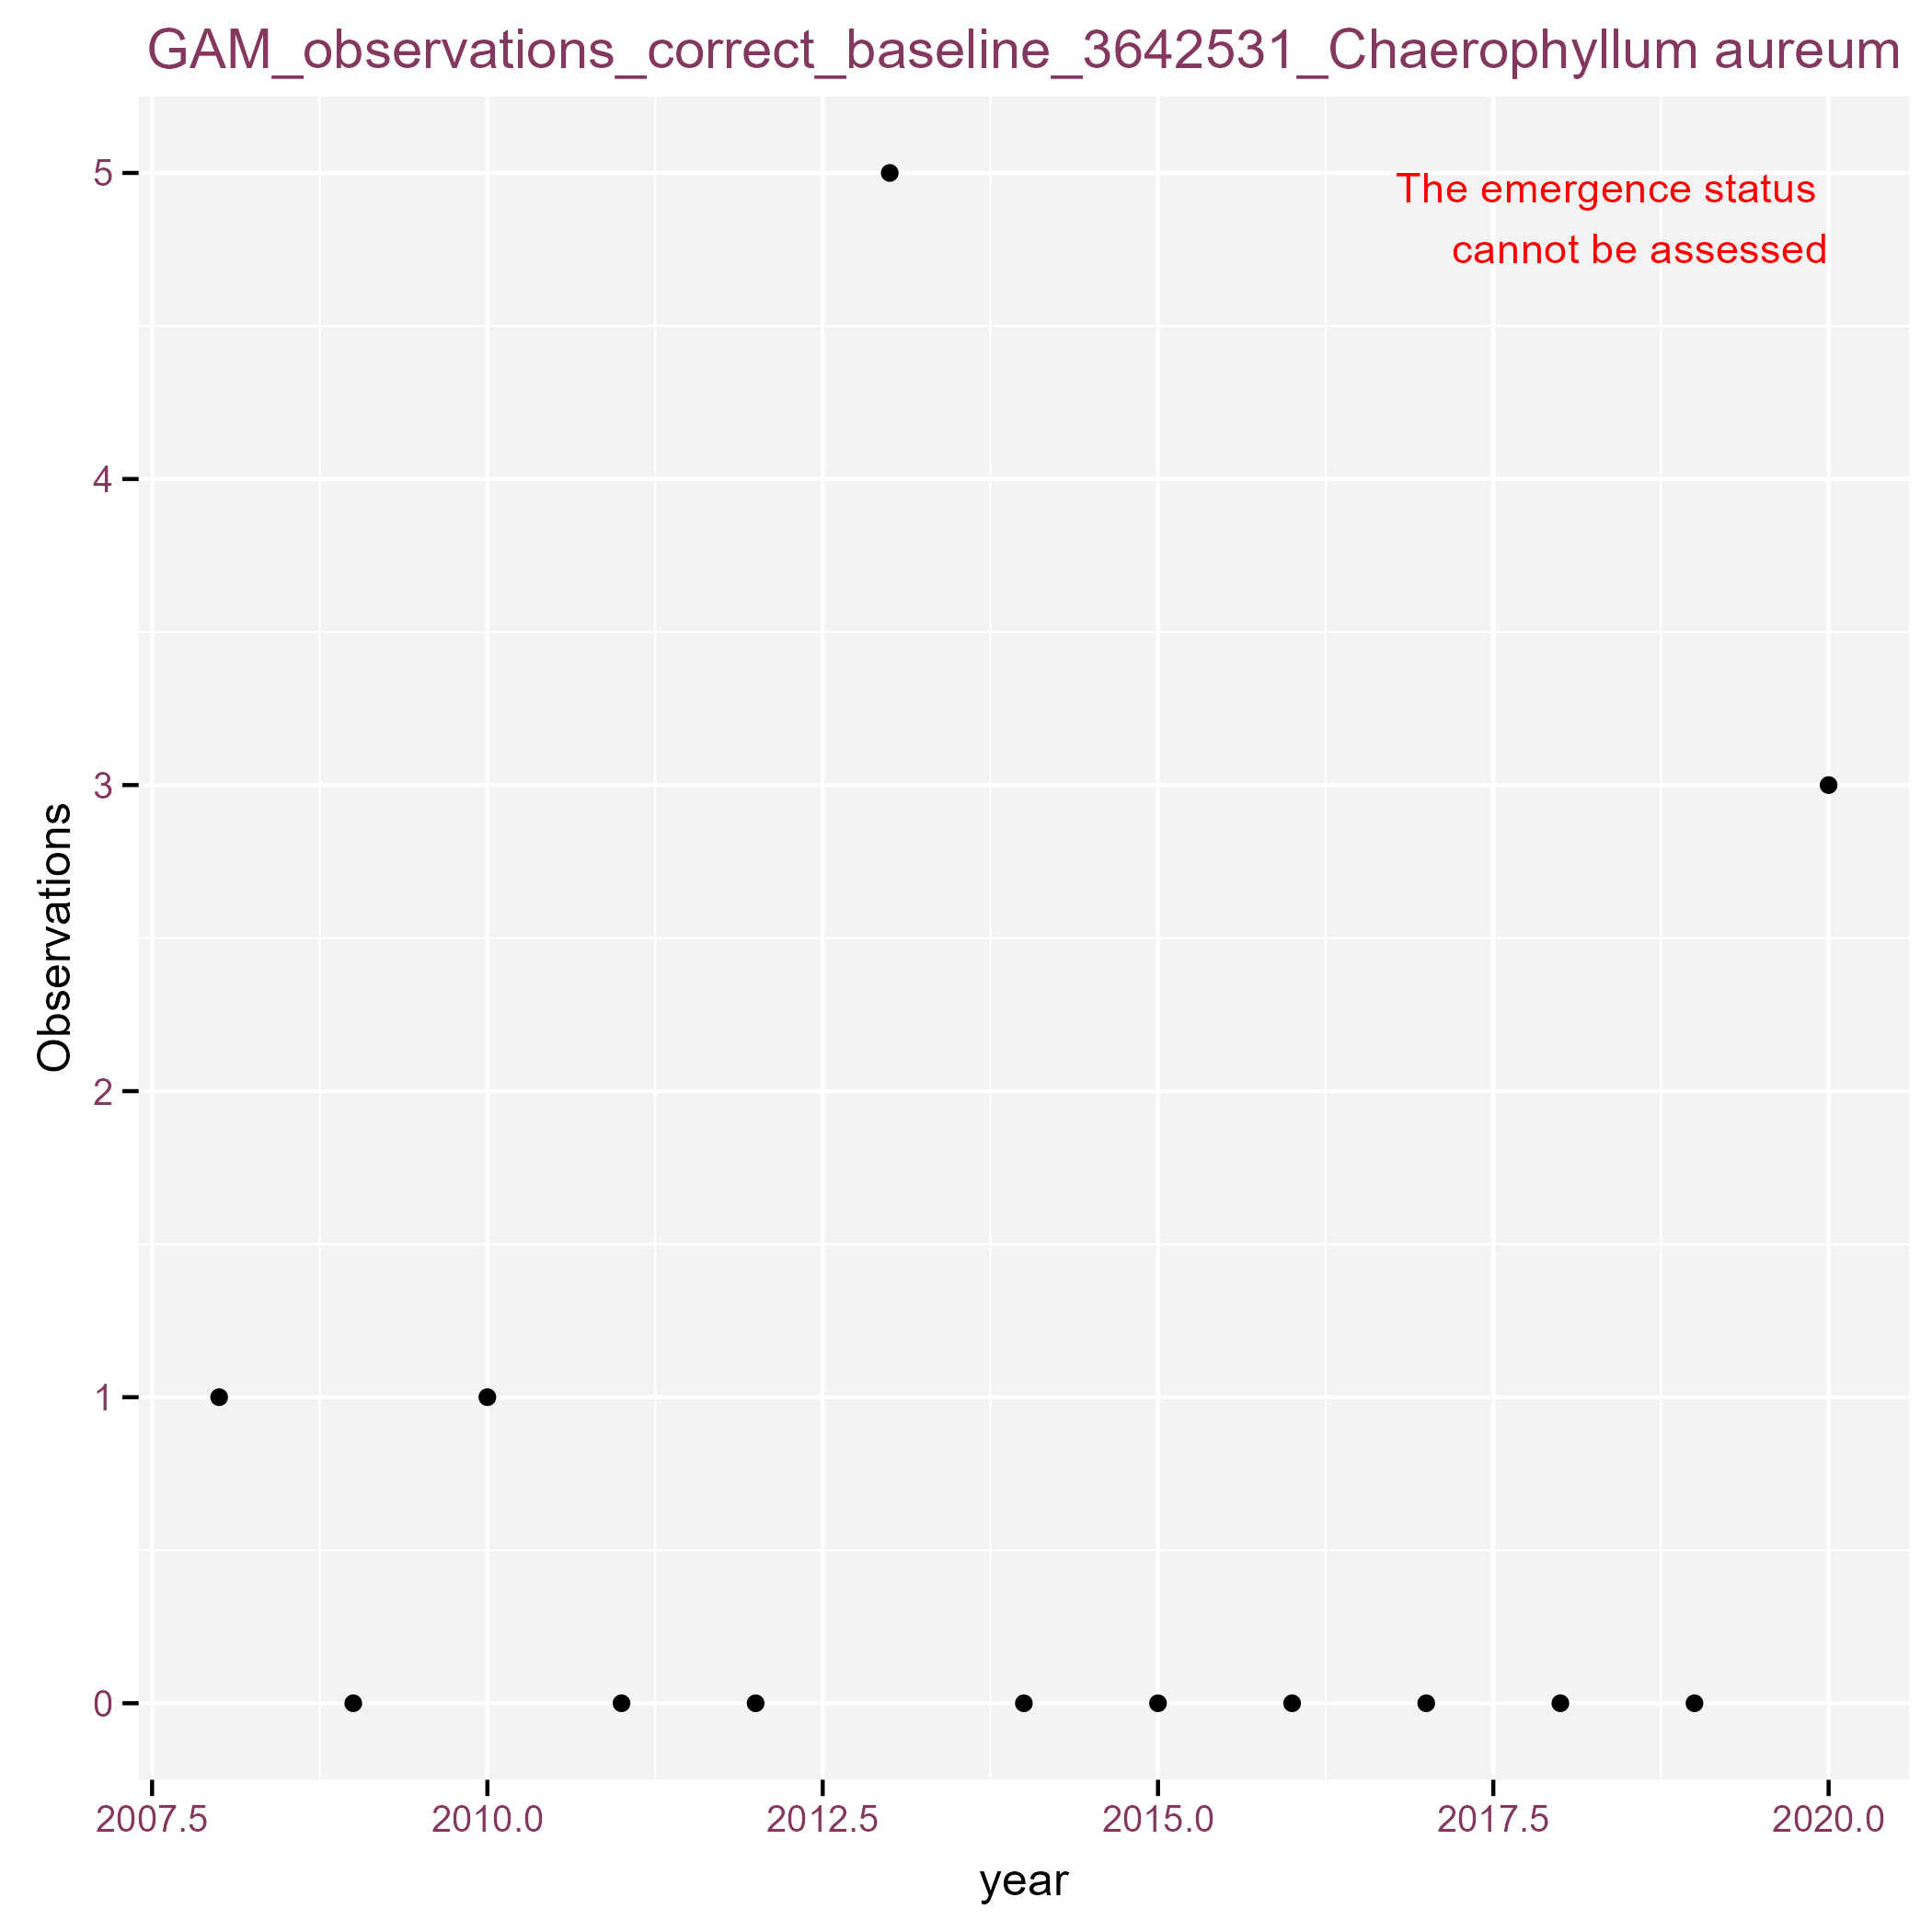 GAM_observations_correct_baseline_3642531_Chaerophyllum aureum
The emergence status
cannot be assessed
Observations
5
4
3
2
1
0
2007.5 2010.0 2012.5 2015.0 2017.5 2020.0
year